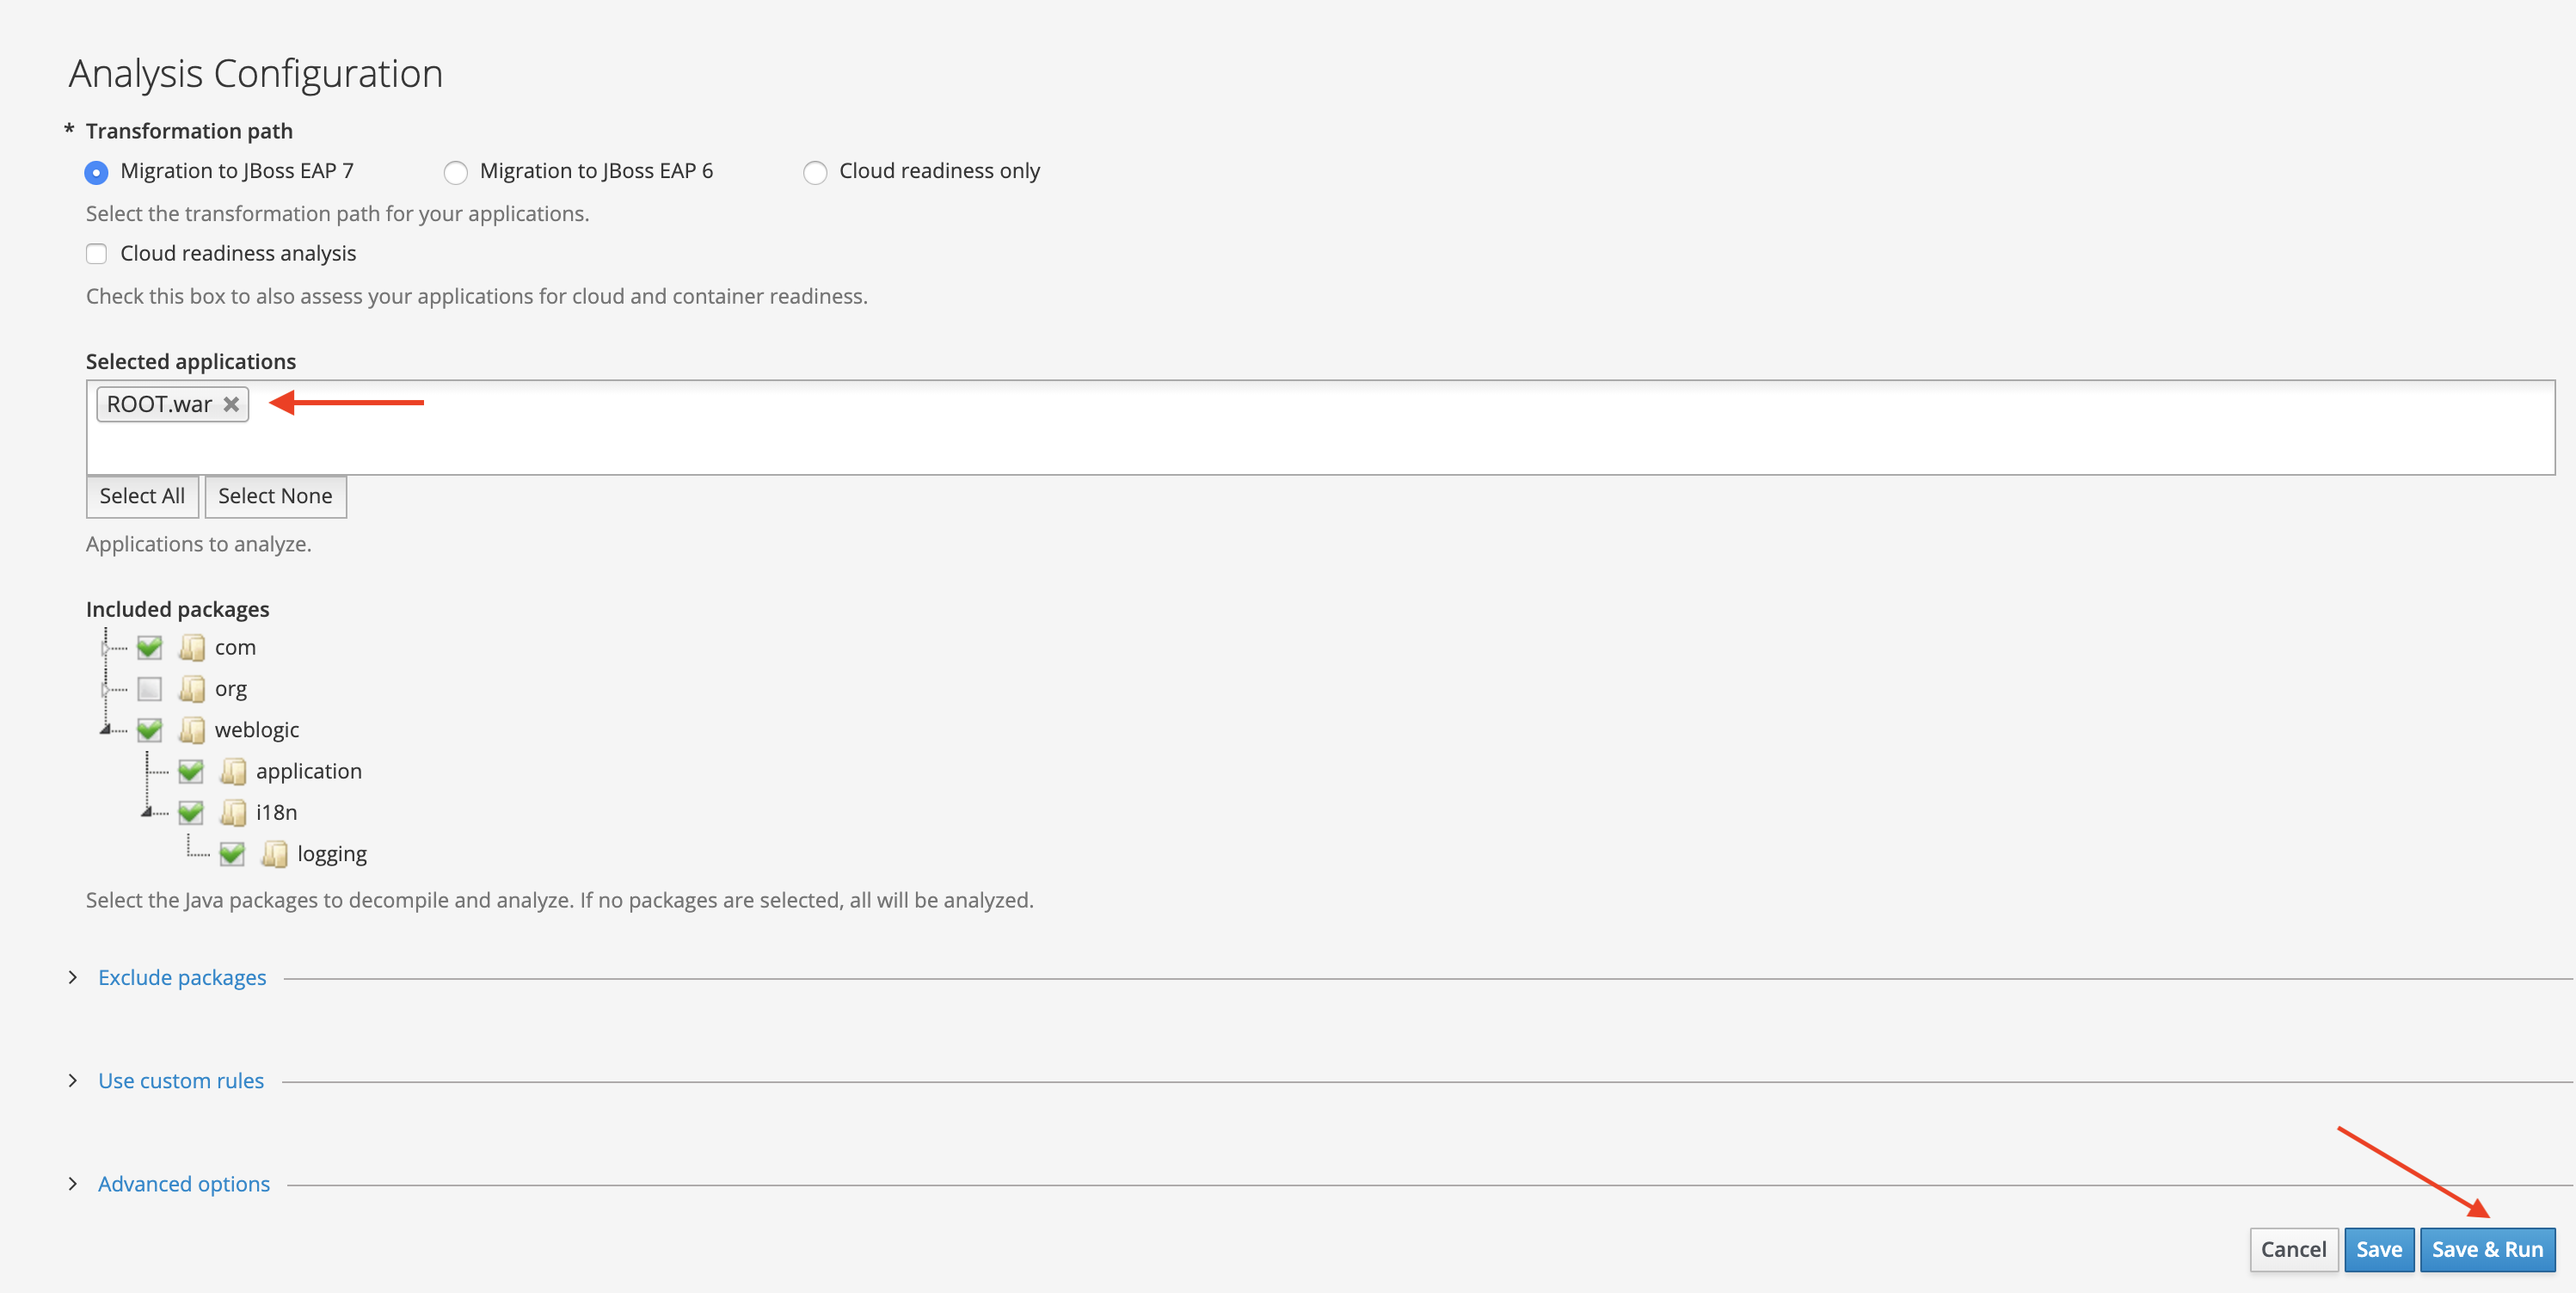 Analysis Configuration
* Transformation path
Migration to JBoss EAP 7 Migration to JBoss EAP 6 Cloud readiness only
Select the transformation path for your applications.
Cloud readiness analysis
Check this box to also assess your applications for cloud and container readiness.
Selected applications
ROOT.war
Select All Select None
Applications to analyze.
Included packages
com
org
weblogic
application
i18n
logging
Select the Java packages to decompile and analyze. If no packages are selected, all will be analyzed.
Exclude packages
Use custom rules
Advanced options
Cancel Save Save & Run